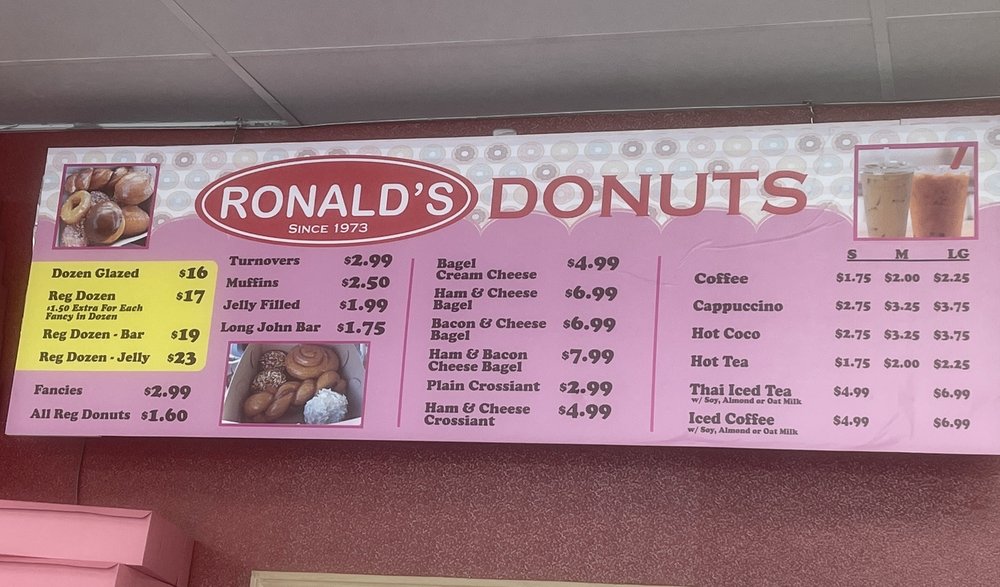 RONALD'S
SINCE 1973
DONUTS
Dozen Glazed $16
Reg Dozen $17
$1.50 Extra For Each
Fancy in Dozen
Reg Dozen - Bar $19
Reg Dozen - Jelly $23
Fancies $2.99
All Reg Donuts $1.60
Turnovers $2.99
Muffins $2.50
Jelly Filled $1.99
Long John Bar $1.75
Bagel
Cream Cheese $4.99
Ham & Cheese
Bagel $6.99
Bacon & Cheese
Bagel $6.99
Ham & Bacon
Cheese Bagel $7.99
Plain Crossiant $2.99
Ham & Cheese
Crossiant $4.99
S M LG
Coffee $1.75 $2.00 $2.25
Cappuccino $2.75 $3.25 $3.75
Hot Coco $2.75 $3.25 $3.75
Hot Tea $1.75 $2.00 $2.25
Thai Iced Tea $4.99 $6.99
w/ Soy, Almond or Oat Milk
Iced Coffee $4.99 $6.99
w/ Soy, Almond or Oat Milk